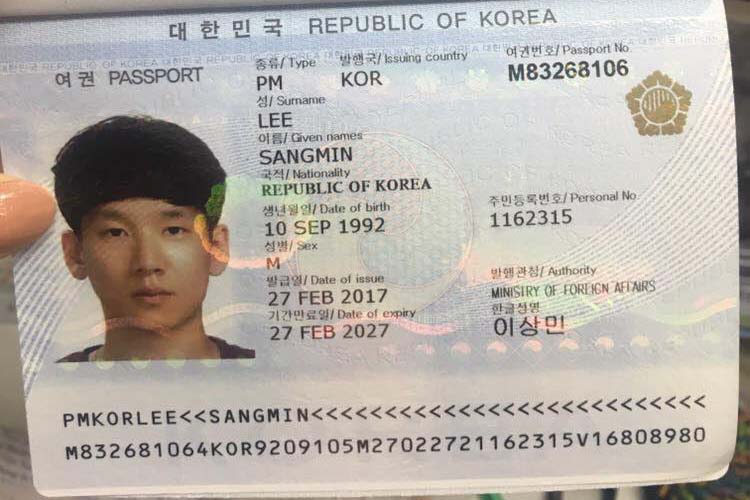 대한민국 REPUBLIC OF KOREA
여권 PASSPORT
종류/ Type 발행국/ Issuing country 여권번호/ Passport No.
PM KOR M83268106
성/ Surname
LEE
이름/ Given names
SANGMIN
국적/ Nationality
REPUBLIC OF KOREA
생년월일/ Date of birth 주민등록번호/ Personal No.
10 SEP 1992 1162315
성별/ Sex
M
발급일/ Date of issue 발행관청/ Authority
27 FEB 2017 MINISTRY OF FOREIGN AFFAIRS
기간만료일/ Date of expiry 한글성명
27 FEB 2027 이상민
PMKORLEE<<SANGMIN<<<<<<<<<<<<<<<<<<<<<<<<<<<
M832681064KOR9209105M27022721162315V16808980